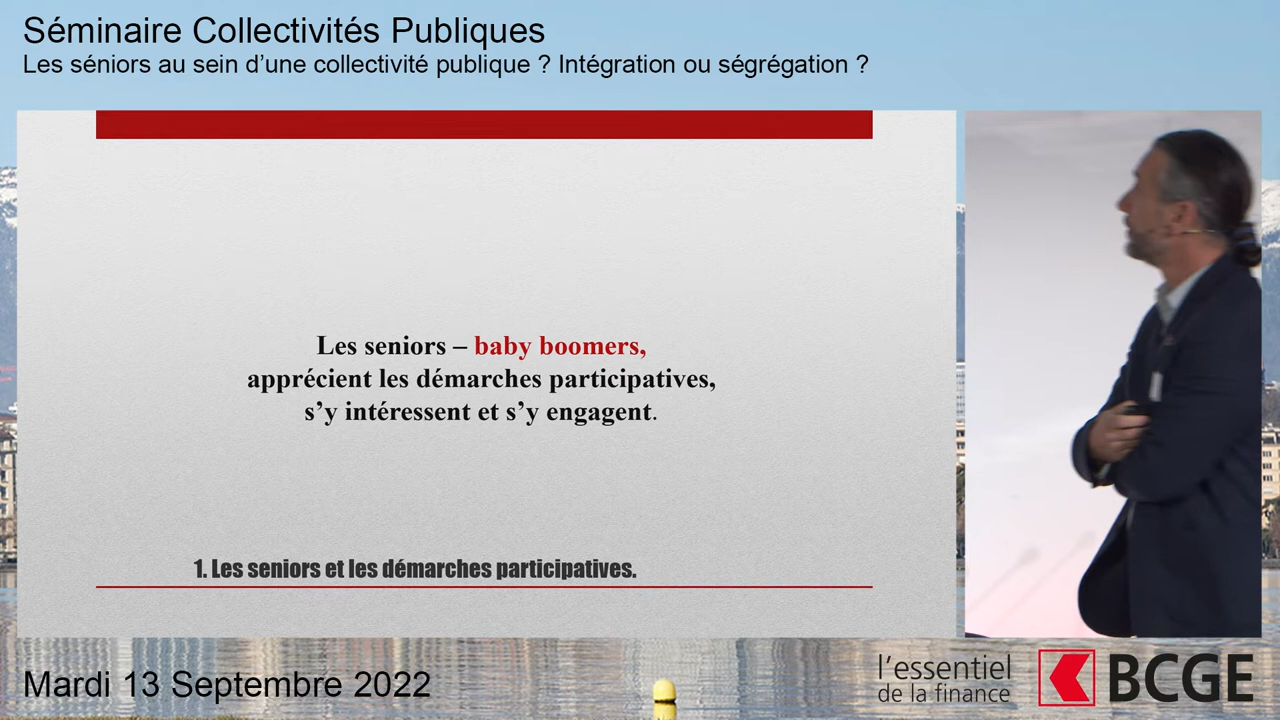 Séminaire Collectivités Publiques
Les séniors au sein d’une collectivité publique ? Intégration ou ségrégation ?
Les seniors – baby boomers,
apprécient les démarches participatives,
s’y intéressent et s’y engagent.
1. Les seniors et les démarches participatives.
Mardi 13 Septembre 2022
l’essentiel
de la finance
BCGE